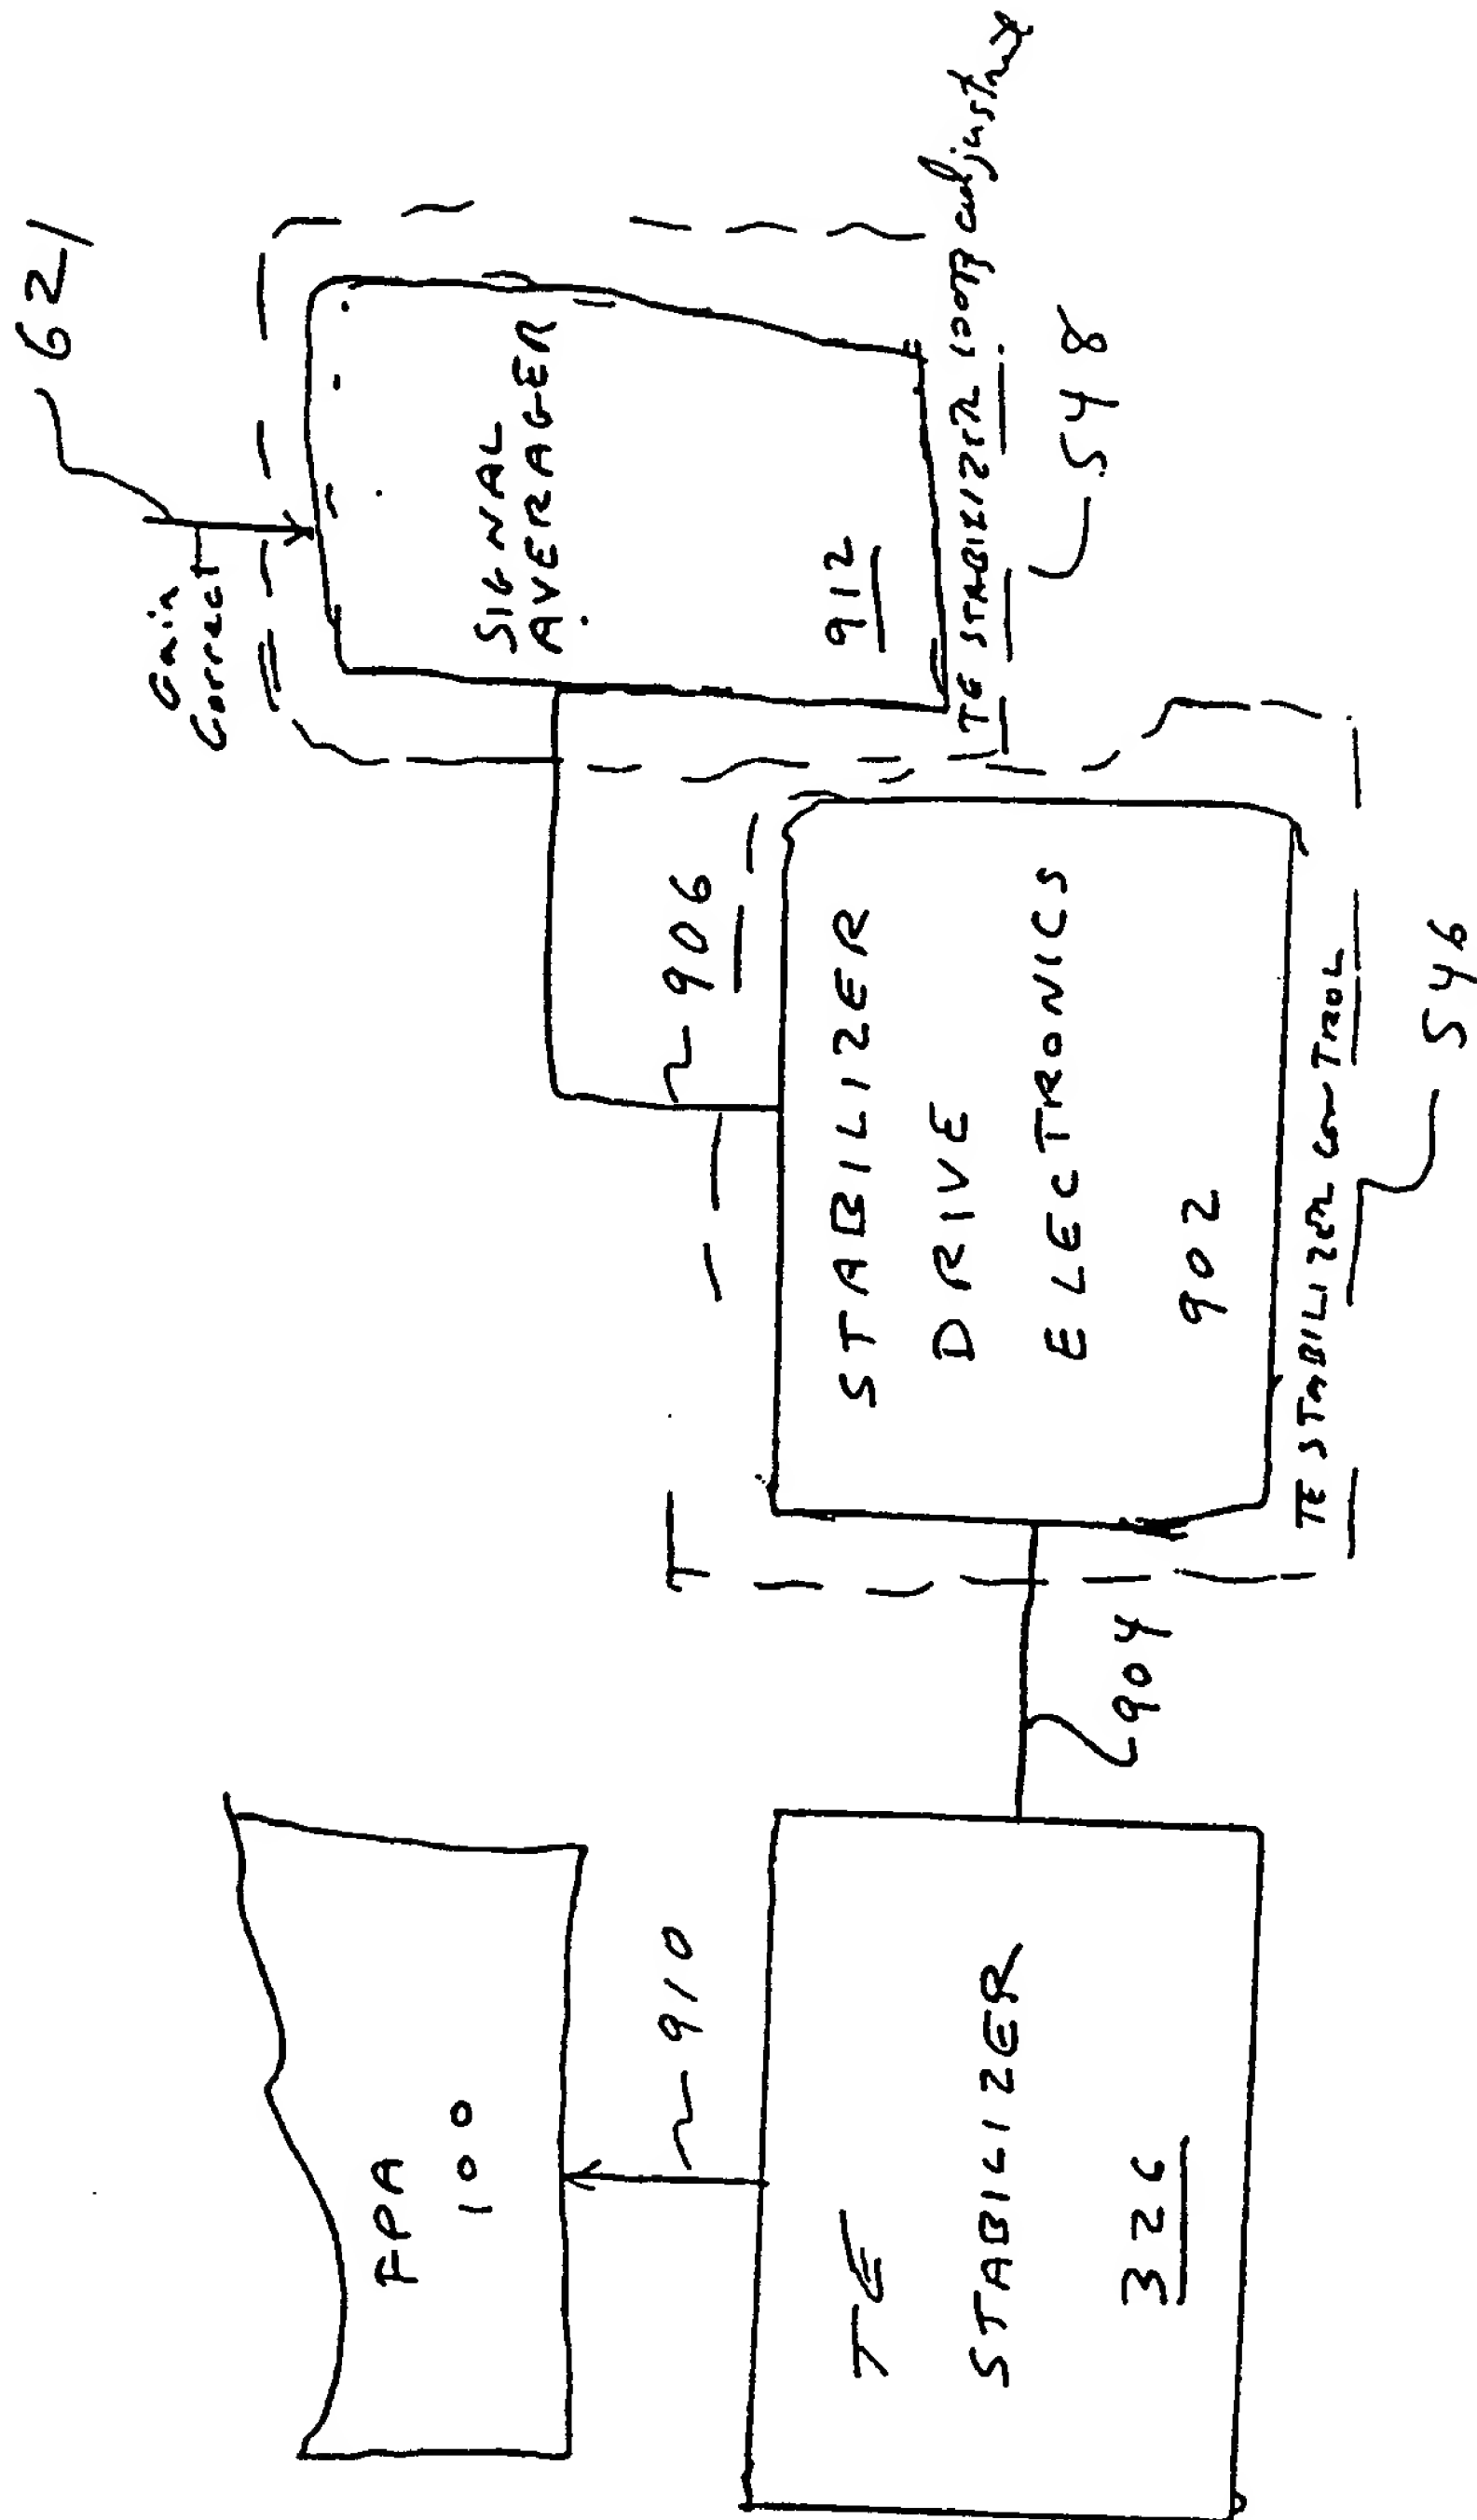 FPA
100
910
TE
STABILIZER
326
904
STABILIZER
DRIVE
ELECTRONICS
902
TE STABILIZER CONTROL
546
906
Gain
Correct
621
SIGNAL
AVERAGER
912
TE STABILIZER loop adjusting
548